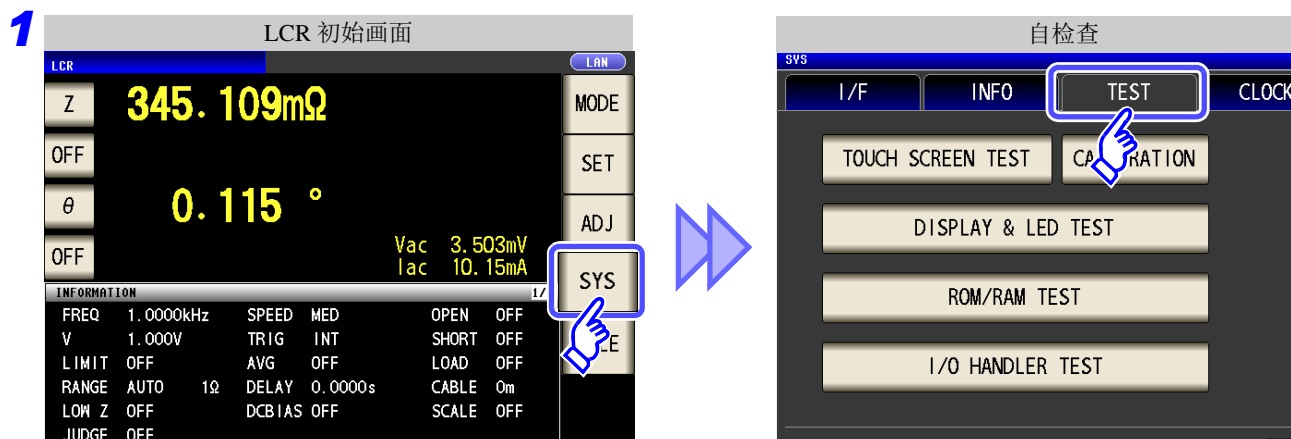 1
LCR 初始画面
LCR
LAN
Z
345.109mΩ
MODE
OFF
SET
θ
0.115 °
ADJ
OFF
Vac 3.503mV
Iac 10.15mA
SYS
INFORMATION 1/
FREQ 1.0000kHz SPEED MED OPEN OFF
V 1.000V TRIG INT SHORT OFF
LIMIT OFF AVG OFF LOAD OFF
RANGE AUTO 1Ω DELAY 0.0000s CABLE 0m
LOW Z OFF DCBIAS OFF SCALE OFF
JUDGE OFF
自检查
SYS
I/F INFO TEST CLOCK
TOUCH SCREEN TEST
DISPLAY & LED TEST
ROM/RAM TEST
I/O HANDLER TEST